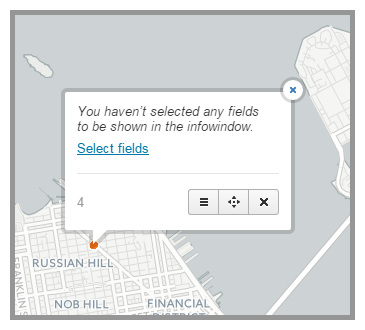 You haven't selected any fields
to be shown in the infowindow.
Select fields
4
RUSSIAN HILL
NOB HILL
FINANCIAL
DISTRICT
FRANKLIN S